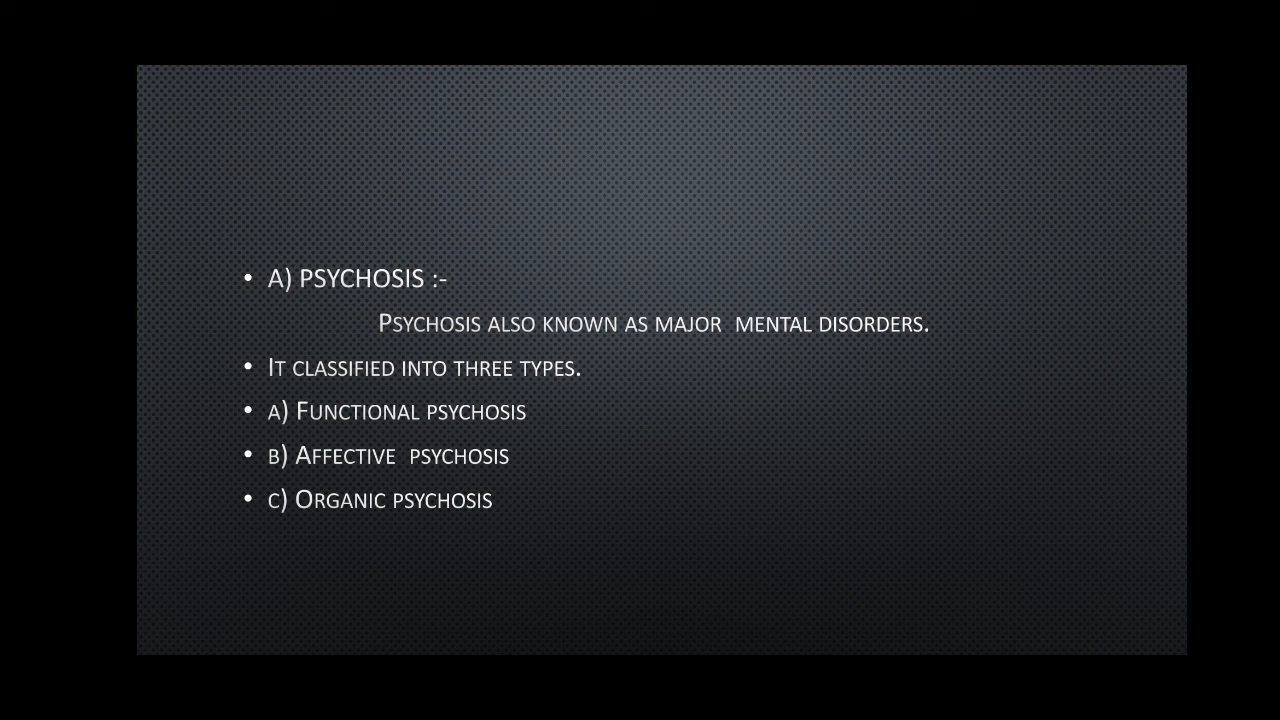 • A) PSYCHOSIS :-
Psychosis also known as major  mental disorders.
• It classified into three types.
• a) Functional psychosis
• b) Affective  psychosis
• c) Organic psychosis